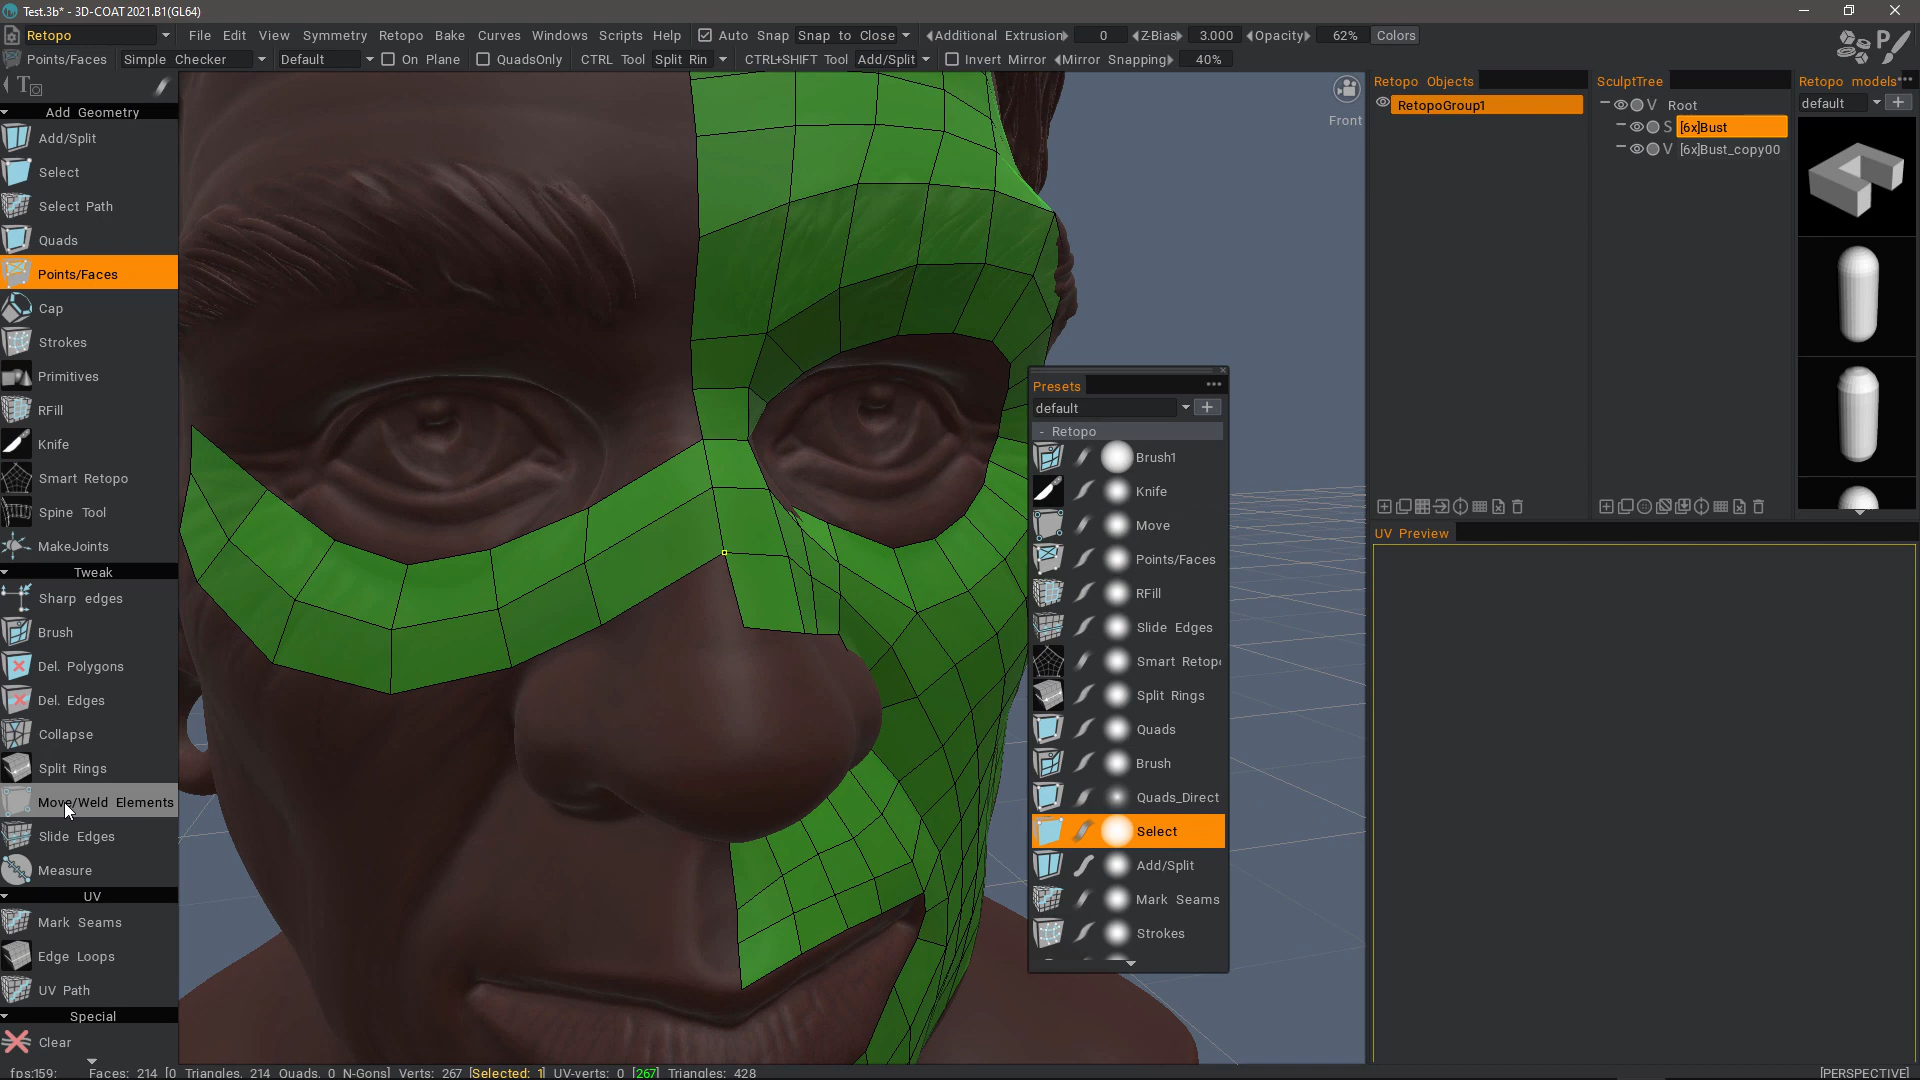 Test.3b* - 3D-COAT 2021.B1(GL64)
Retopo File Edit View Symmetry Retopo Bake Curves Windows Scripts Help Auto Snap Snap to Close Additional Extrusion 0 Z-Bias 3.000 Opacity 62% Colors
Points/Faces Simple Checker Default On Plane QuadsOnly CTRL Tool Split Rin CTRL+SHIFT Tool Add/Split Invert Mirror Mirror Snapping 40%
Add Geometry
Add/Split
Select
Select Path
Quads
Points/Faces
Cap
Strokes
Primitives
RFill
Knife
Smart Retopo
Spine Tool
MakeJoints
Tweak
Sharp edges
Brush
Del. Polygons
Del. Edges
Collapse
Split Rings
Move/Weld Elements
Slide Edges
Measure
UV
Mark Seams
Edge Loops
UV Path
Special
Clear
Front
Presets
default
- Retopo
Brush1
Knife
Move
Points/Faces
RFill
Slide Edges
Smart Retop
Split Rings
Quads
Brush
Quads_Direct
Select
Add/Split
Mark Seams
Strokes
Retopo Objects
RetopoGroup1
SculptTree
V Root
S [6x]Bust
V [6x]Bust_copy00
Retopo models
default
UV Preview
fps:159: Faces: 214 [0 Triangles, 214 Quads, 0 N-Gons] Verts: 267 [Selected: 1] UV-verts: 0 [267] Triangles: 428 [PERSPECTIVE]